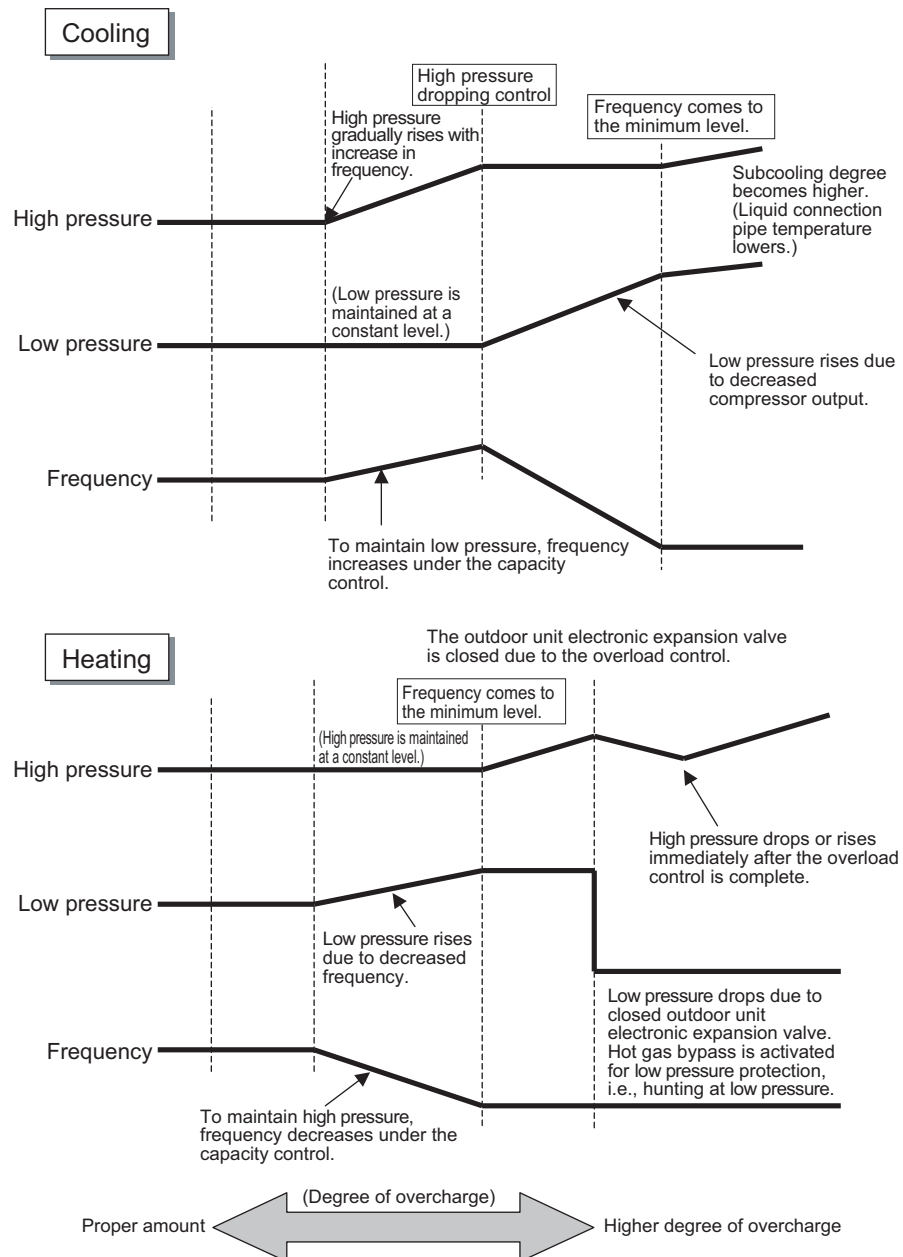 Cooling
High pressure
dropping control
Frequency comes to
the minimum level.
High pressure
gradually rises with
increase in
frequency.
Subcooling degree
becomes higher.
(Liquid connection
pipe temperature
lowers.)
High pressure
(Low pressure is
maintained at a
constant level.)
Low pressure
Low pressure rises due
to decreased
compressor output.
Frequency
To maintain low pressure, frequency
increases under the capacity
control.
Heating
The outdoor unit electronic expansion valve
is closed due to the overload control.
Frequency comes to
the minimum level.
(High pressure is maintained
at a constant level.)
High pressure
High pressure drops or rises
immediately after the overload
control is complete.
Low pressure
Low pressure rises
due to decreased
frequency.
Low pressure drops due to
closed outdoor unit
electronic expansion valve.
Hot gas bypass is activated
for low pressure protection,
i.e., hunting at low pressure.
Frequency
To maintain high pressure,
frequency decreases under the
capacity control.
(Degree of overcharge)
Proper amount
Higher degree of overcharge